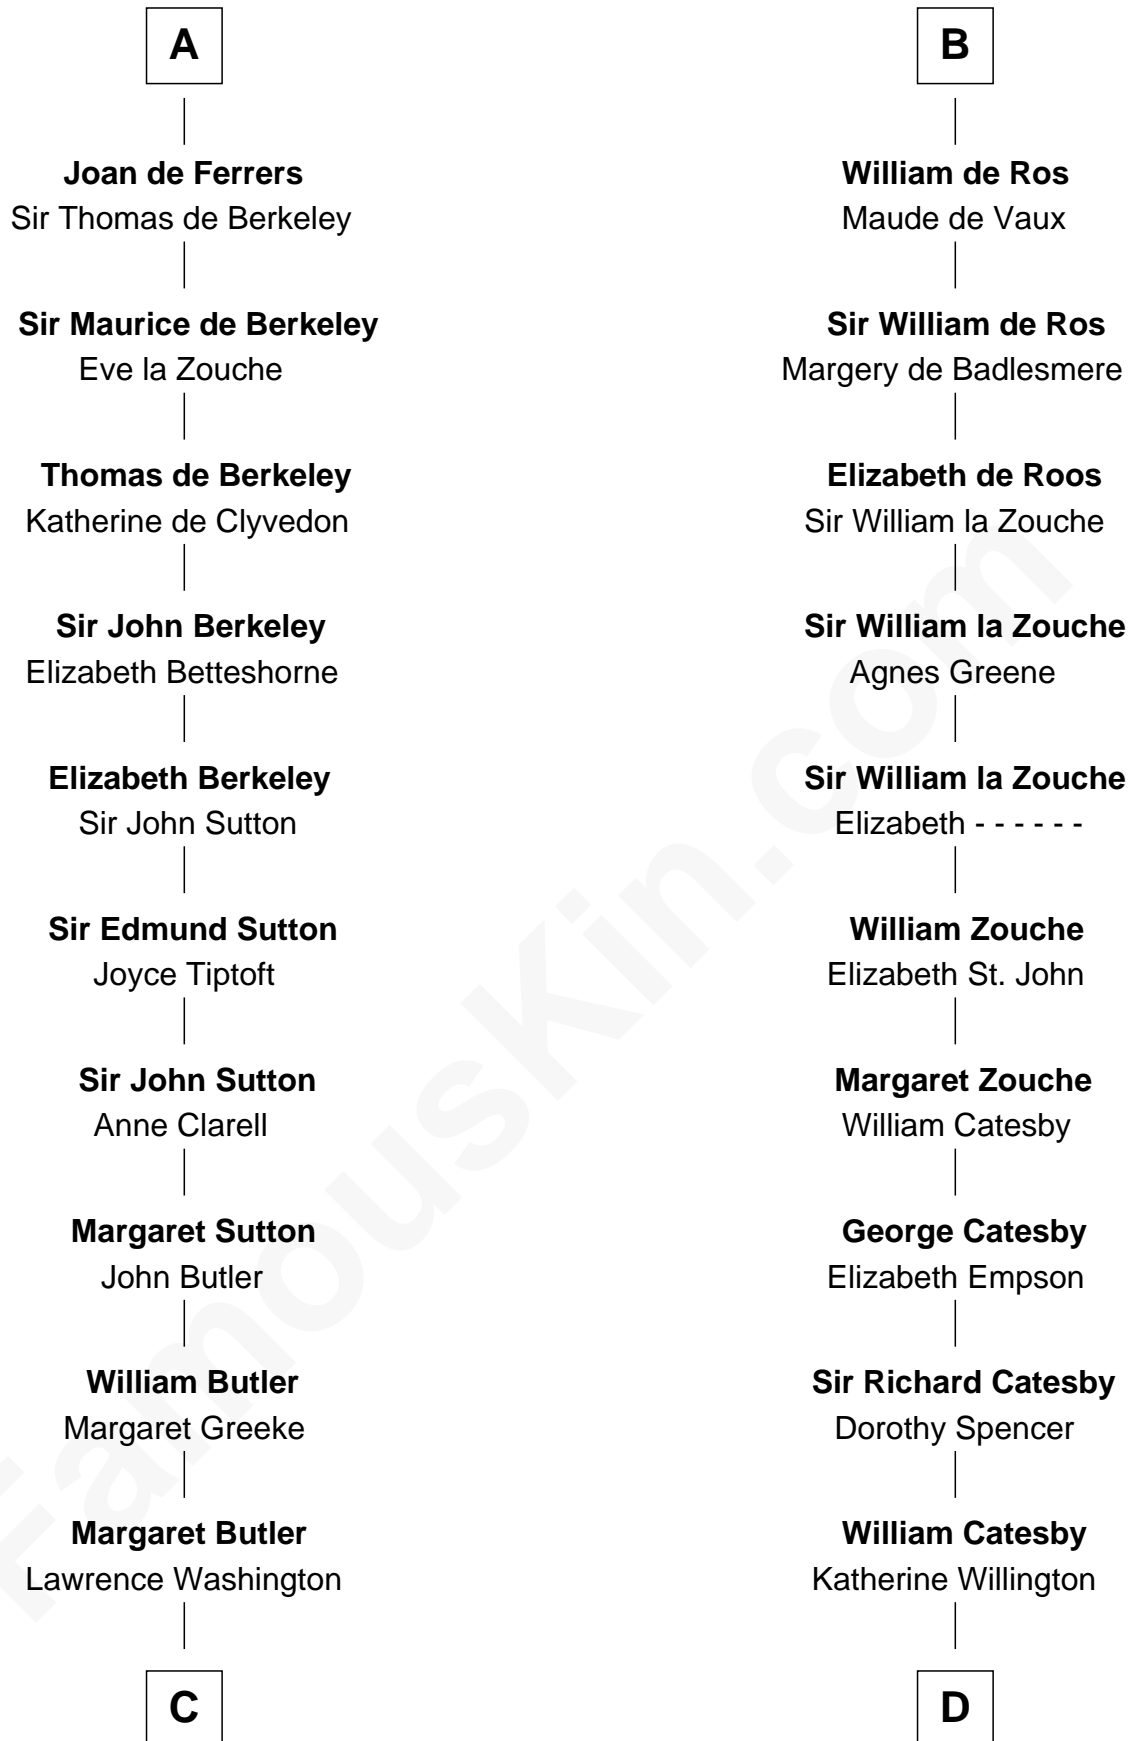 A
Joan de Ferrers
Sir Thomas de Berkeley
Sir Maurice de Berkeley
Eve la Zouche
Thomas de Berkeley
Katherine de Clyvedon
Sir John Berkeley
Elizabeth Betteshorne
Elizabeth Berkeley
Sir John Sutton
Sir Edmund Sutton
Joyce Tiptoft
Sir John Sutton
Anne Clarell
Margaret Sutton
John Butler
William Butler
Margaret Greeke
Margaret Butler
Lawrence Washington
C
B
William de Ros
Maude de Vaux
Sir William de Ros
Margery de Badlesmere
Elizabeth de Roos
Sir William la Zouche
Sir William la Zouche
Agnes Greene
Sir William la Zouche
Elizabeth - - - - - -
William Zouche
Elizabeth St. John
Margaret Zouche
William Catesby
George Catesby
Elizabeth Empson
Sir Richard Catesby
Dorothy Spencer
William Catesby
Katherine Willington
D
FamousKin.com